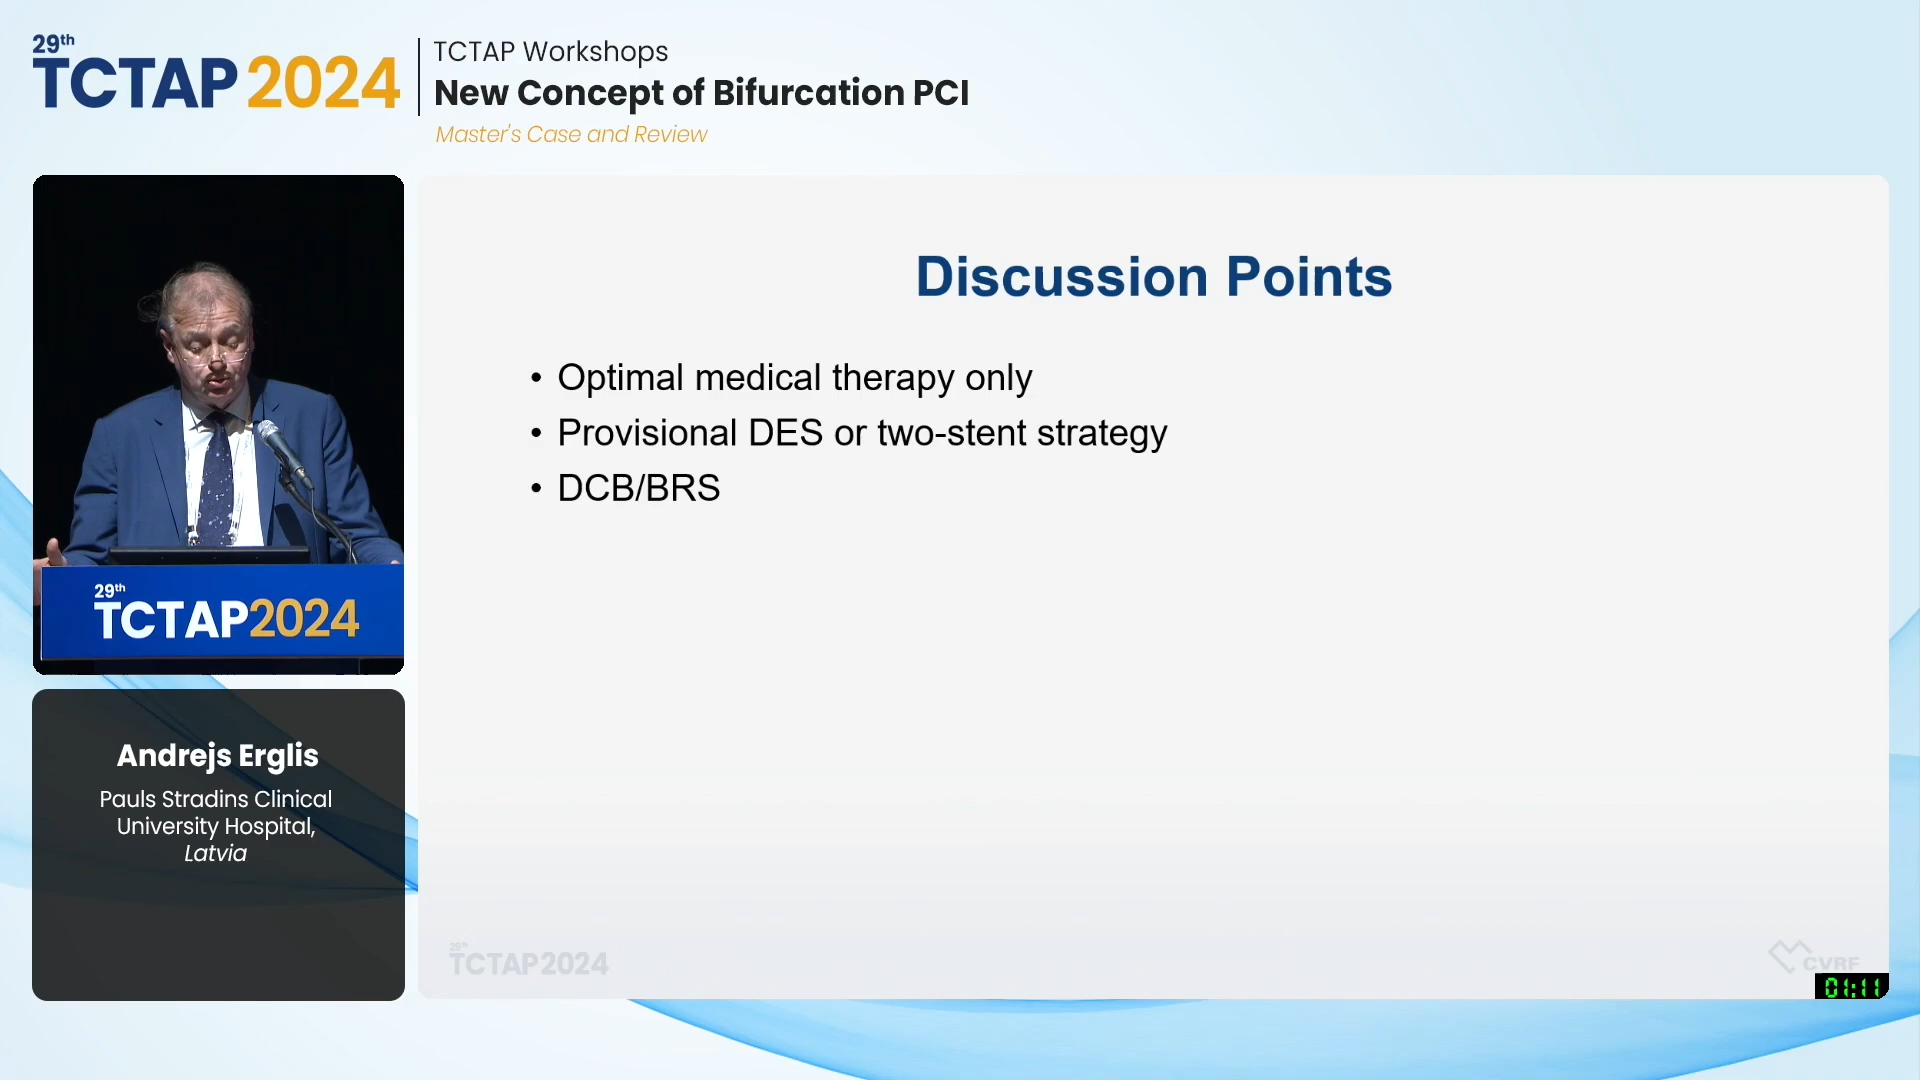 29th
TCTAP 2024
TCTAP Workshops
New Concept of Bifurcation PCI
Master's Case and Review
Discussion Points
• Optimal medical therapy only
• Provisional DES or two-stent strategy
• DCB/BRS
29th
TCTAP2024
Andrejs Erglis
Pauls Stradins Clinical
University Hospital,
Latvia
29th
TCTAP2024
CVRF
01:11